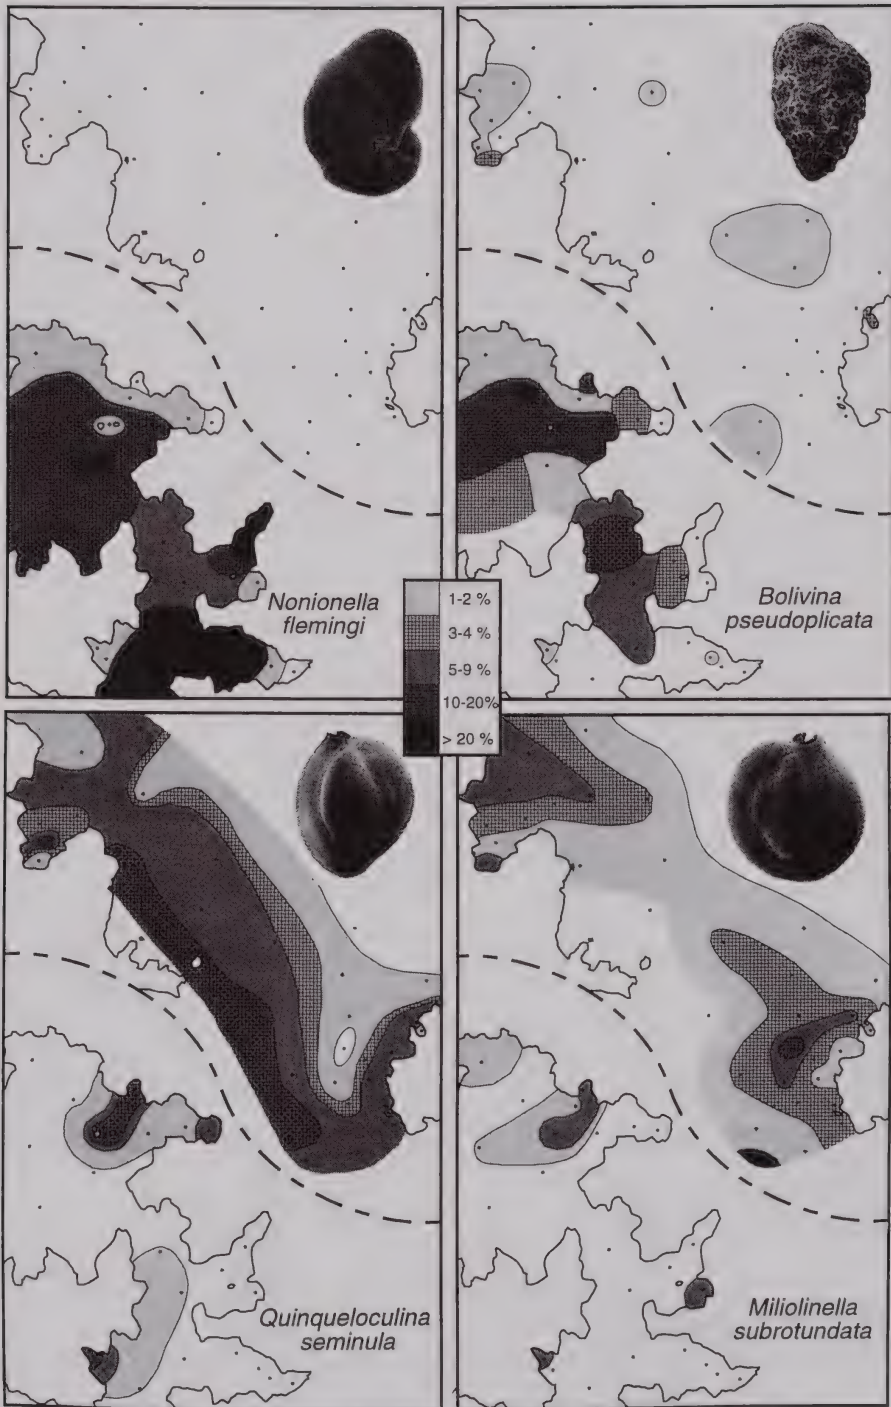 Nonionella
flemingi
Bolivina
pseudoplicata
1-2 %
3-4 %
5-9 %
10-20%
> 20 %
Quinqueloculina
seminula
Miliolinella
subrotundata